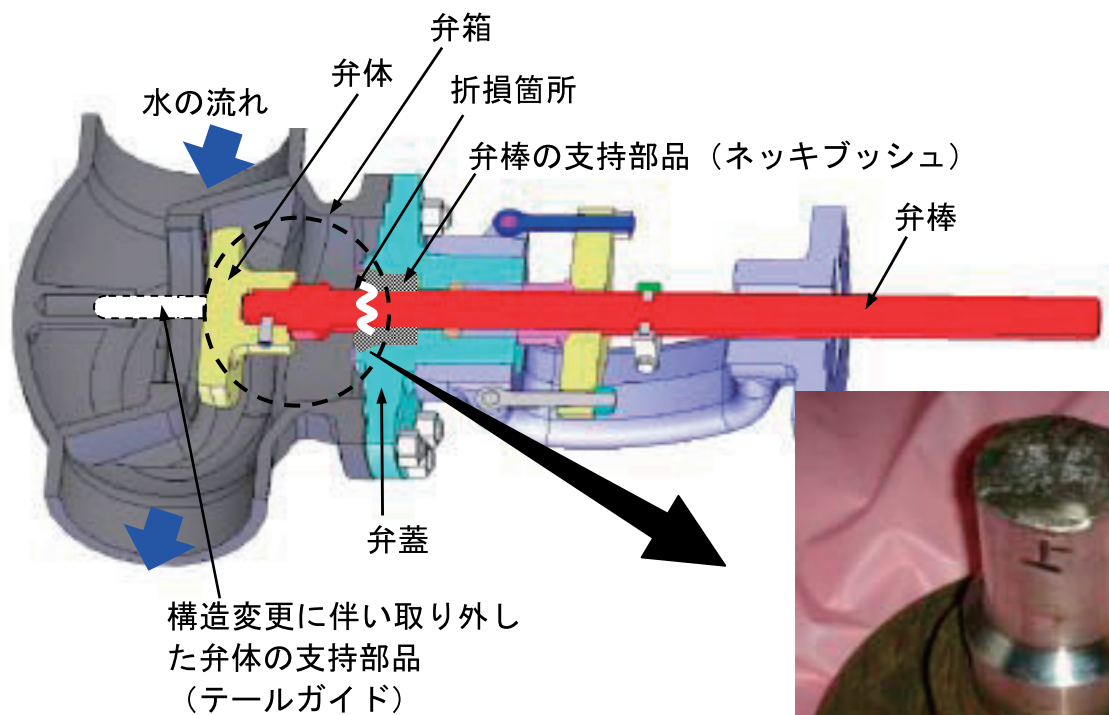 弁箱
弁体
折損箇所
水の流れ
弁棒の支持部品（ネッキブッシュ）
弁棒
弁蓋
構造変更に伴い取り外し
た弁体の支持部品
（テールガイド）